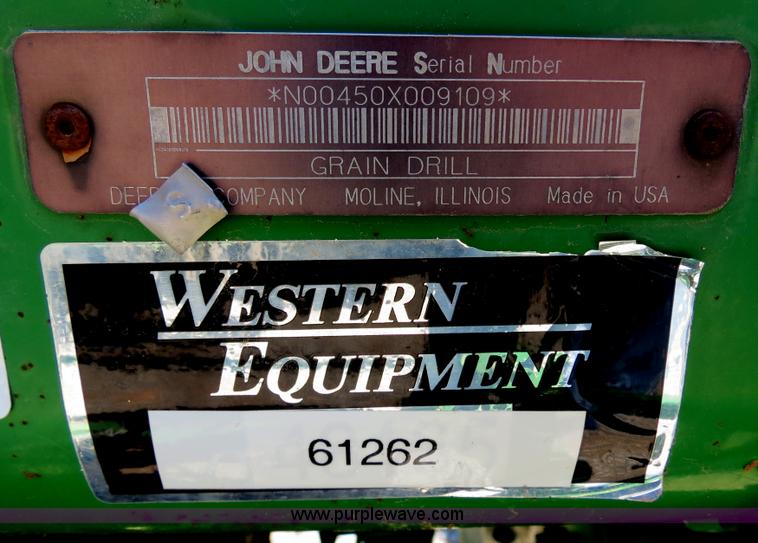 JOHN DEERE Serial Number
*N00450X009109*
GRAIN DRILL
DEERE COMPANY MOLINE, ILLINOIS Made in USA
S
WESTERN
EQUIPMENT
61262
www.purplewave.com